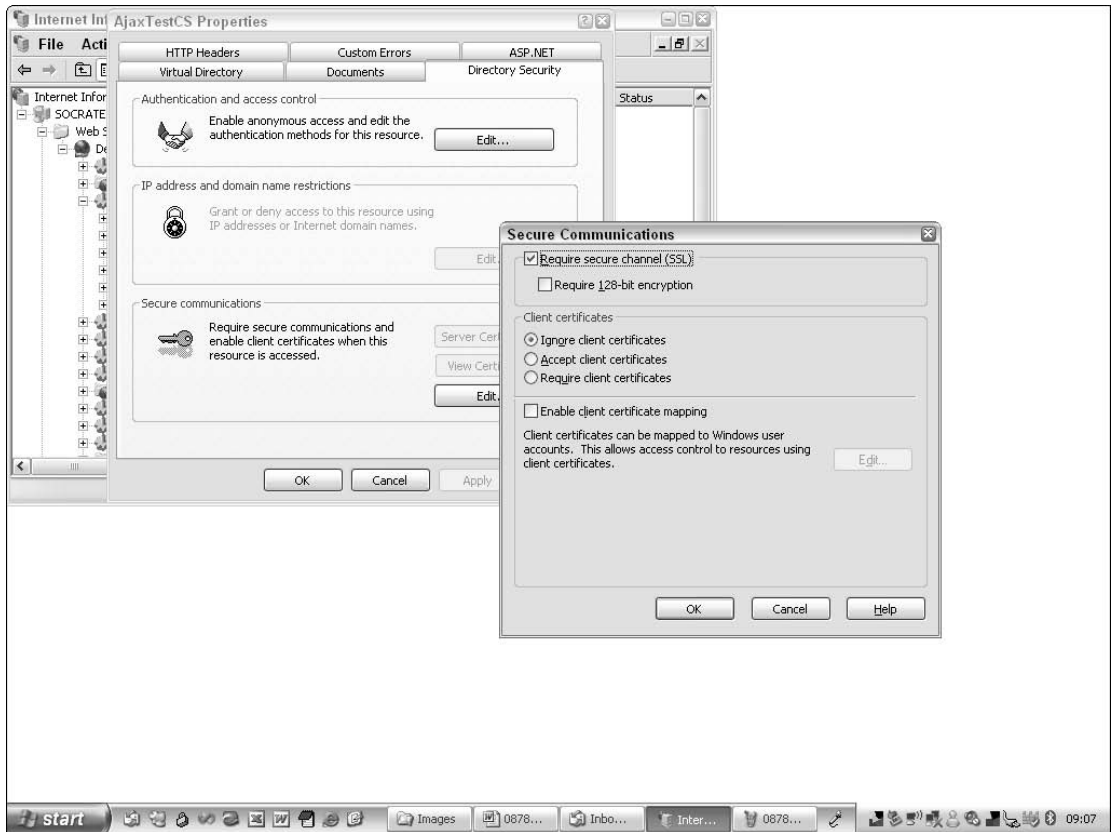 Internet Inf
File Acti
Internet Infor
SOCRATE
Web S
De
Status
AjaxTestCS Properties
HTTP Headers Custom Errors ASP.NET
Virtual Directory Documents Directory Security
Authentication and access control
Enable anonymous access and edit the
authentication methods for this resource.
Edit...
IP address and domain name restrictions
Grant or deny access to this resource using
IP addresses or Internet domain names.
Edit.
Secure communications
Require secure communications and
enable client certificates when this
resource is accessed.
Server Cert
View Certi
Edit.
OK Cancel Apply
Secure Communications
Require secure channel (SSL)
Require 128-bit encryption
Client certificates
Ignore client certificates
Accept client certificates
Require client certificates
Enable client certificate mapping
Client certificates can be mapped to Windows user
accounts. This allows access control to resources using
client certificates.
Edit...
OK Cancel Help
start Images 0878... Inbo... Inter... 0878... 09:07